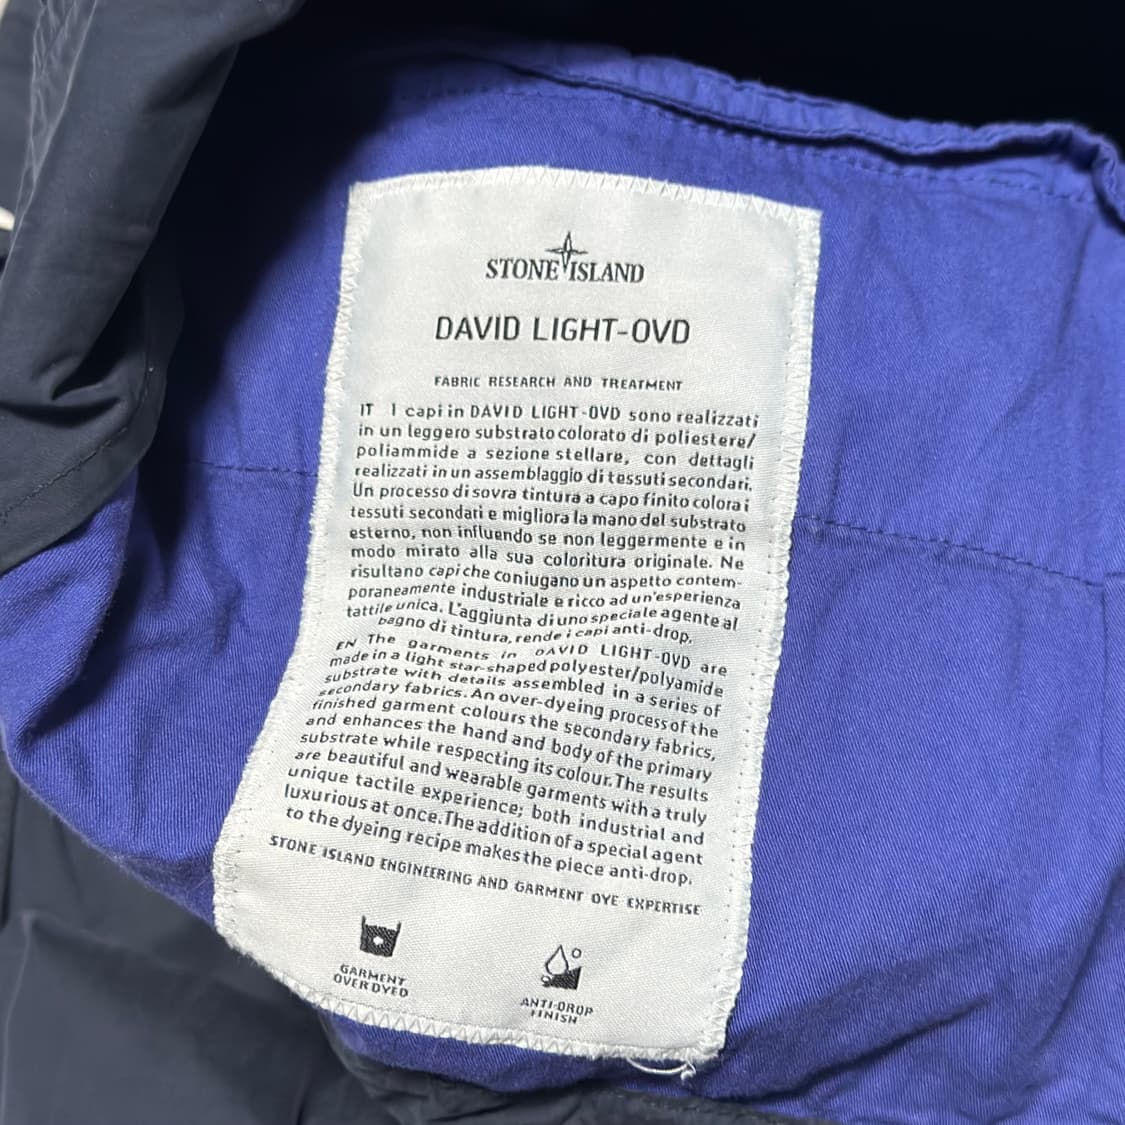 STONE ISLAND
DAVID LIGHT-OVD
FABRIC RESEARCH AND TREATMENT
IT I capi in DAVID LIGHT-OVD sono realizzati
in un leggero substrato colorato di poliestere/
poliammide a sezione stellare, con dettagli
realizzati in un assemblaggio di tessuti secondari.
Un processo di sovra tintura a capo finito colora i
tessuti secondari e migliora la mano del substrato
esterno, non influendo se non leggermente e in
modo mirato alla sua coloritura originale. Ne
risultano capi che coniugano un aspetto contem-
poraneamente industriale e ricco ad un'esperienza
tattile unica. L'aggiunta di uno speciale agente al
bagno di tintura, rende i capi anti-drop.
EN The garments in DAVID LIGHT-OVD are
made in a light star-shaped polyester/polyamide
substrate with details assembled in a series of
secondary fabrics. An over-dyeing process of the
finished garment colours the secondary fabrics,
and enhances the hand and body of the primary
substrate while respecting its colour. The results
are beautiful and wearable garments with a truly
unique tactile experience; both industrial and
luxurious at once. The addition of a special agent
to the dyeing recipe makes the piece anti-drop.
STONE ISLAND ENGINEERING AND GARMENT DYE EXPERTISE
GARMENT
OVER DYED
ANTI-DROP
FINISH